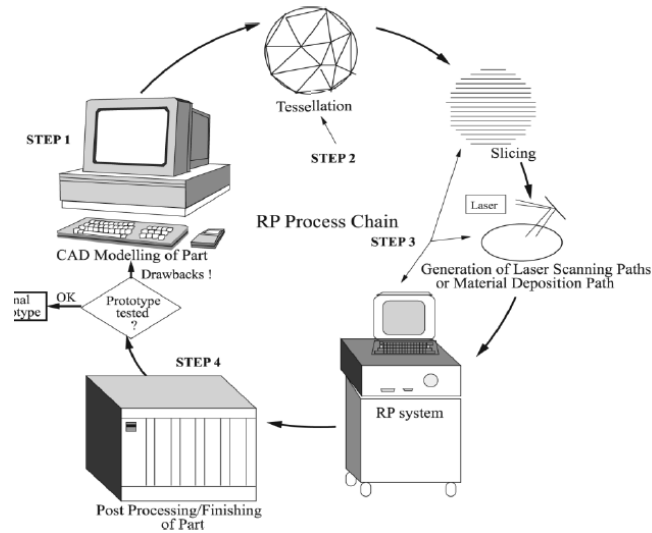 STEP 1
Tessellation
STEP 2
Slicing
Laser
RP Process Chain
STEP 3
CAD Modelling of Part
Generation of Laser Scanning Paths
or Material Deposition Path
Drawbacks !
OK
Prototype
tested
?
STEP 4
RP system
Post Processing/Finishing
of Part